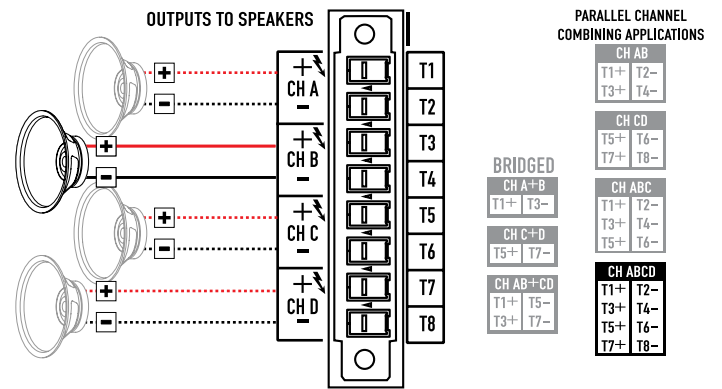 OUTPUTS TO SPEAKERS
+
CH A
−
+
CH B
−
+
CH C
−
+
CH D
−
+
−
+
−
+
−
+
−
T1
T2
T3
T4
T5
T6
T7
T8
BRIDGED
CH A+B
T1+ T3−
CH C+D
T5+ T7−
CH AB+CD
T1+ T5−
T3+ T7−
PARALLEL CHANNEL
COMBINING APPLICATIONS
CH AB
T1+ T2−
T3+ T4−
CH CD
T5+ T6−
T7+ T8−
CH ABC
T1+ T2−
T3+ T4−
T5+ T6−
CH ABCD
T1+ T2−
T3+ T4−
T5+ T6−
T7+ T8−